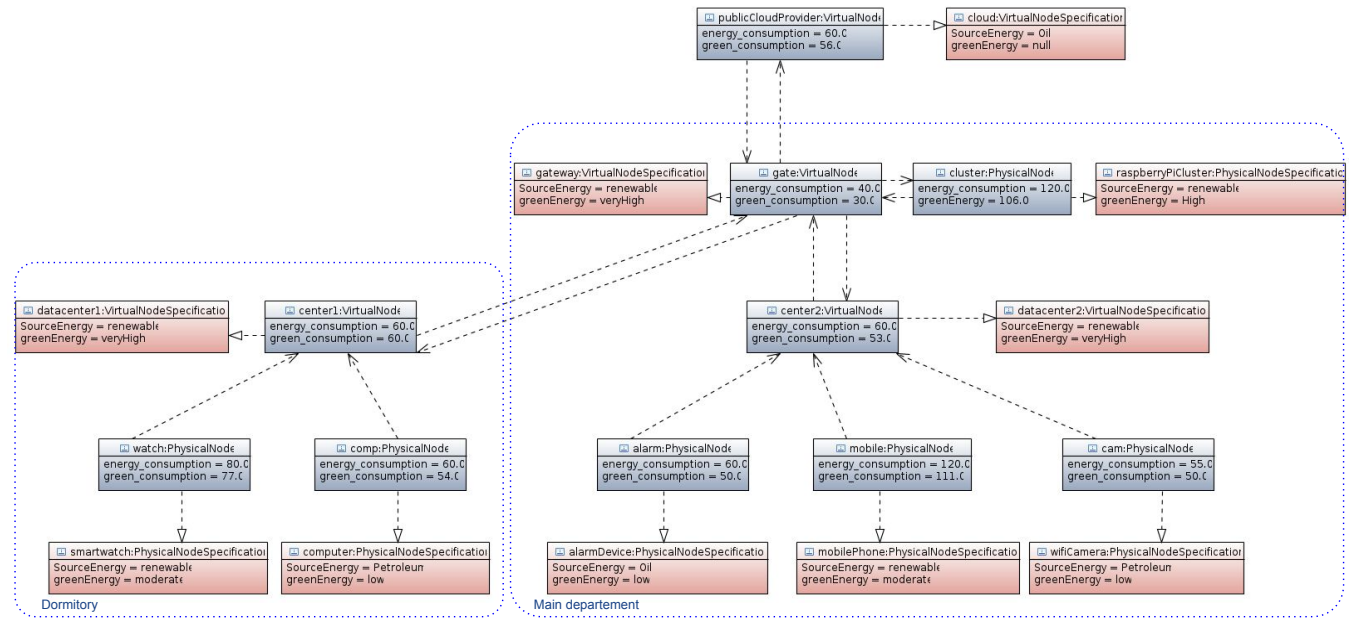 publicCloudProvider:VirtualNode
energy_consumption = 60.0
green_consumption = 56.0
cloud:VirtualNodeSpecification
SourceEnergy = Oil
greenEnergy = null
gateway:VirtualNodeSpecification
SourceEnergy = renewable
greenEnergy = veryHigh
gate:VirtualNode
energy_consumption = 40.0
green_consumption = 30.0
cluster:PhysicalNode
energy_consumption = 120.0
greenEnergy = 106.0
raspberryPiCluster:PhysicalNodeSpecificatic
SourceEnergy = renewable
greenEnergy = High
datacenter1:VirtualNodeSpecificatio
SourceEnergy = renewable
greenEnergy = veryHigh
center1:VirtualNode
energy_consumption = 60.0
green_consumption = 60.0
center2:VirtualNode
energy_consumption = 60.0
green_consumption = 53.0
datacenter2:VirtualNodeSpecificatio
SourceEnergy = renewable
greenEnergy = veryHigh
watch:PhysicalNode
energy_consumption = 80.0
green_consumption = 77.0
comp:PhysicalNode
energy_consumption = 60.0
green_consumption = 54.0
alarm:PhysicalNode
energy_consumption = 60.0
green_consumption = 50.0
mobile:PhysicalNode
energy_consumption = 120.0
green_consumption = 111.0
cam:PhysicalNode
energy_consumption = 55.0
green_consumption = 50.0
smartwatch:PhysicalNodeSpecification
SourceEnergy = renewable
greenEnergy = moderate
computer:PhysicalNodeSpecification
SourceEnergy = Petroleum
greenEnergy = low
alarmDevice:PhysicalNodeSpecification
SourceEnergy = Oil
greenEnergy = low
mobilePhone:PhysicalNodeSpecification
SourceEnergy = renewable
greenEnergy = moderate
wifiCamera:PhysicalNodeSpecification
SourceEnergy = Petroleum
greenEnergy = low
Dormitory
Main departement